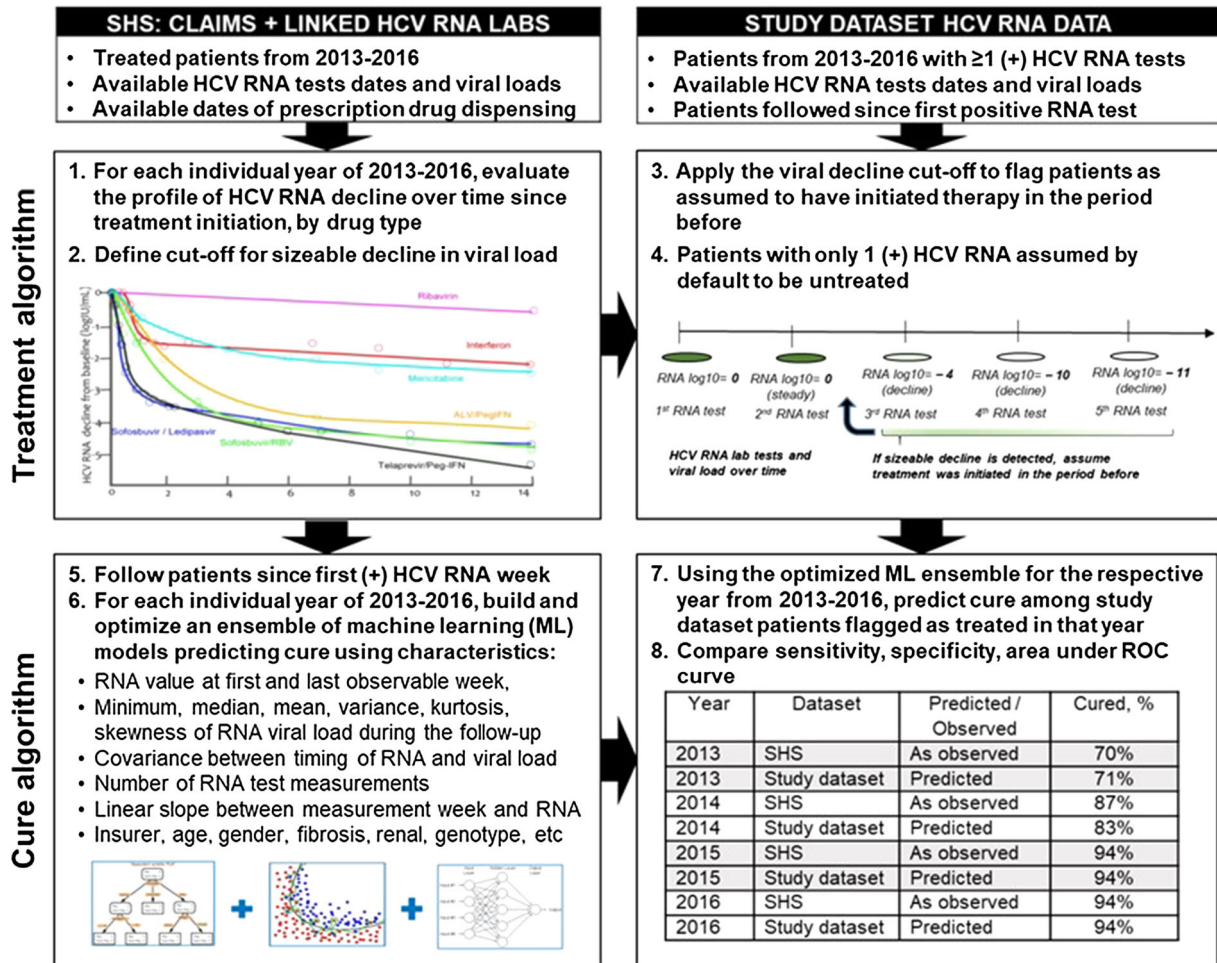 SHS: CLAIMS + LINKED HCV RNA LABS
• Treated patients from 2013-2016
• Available HCV RNA tests dates and viral loads
• Available dates of prescription drug dispensing
STUDY DATASET HCV RNA DATA
• Patients from 2013-2016 with ≥1 (+) HCV RNA tests
• Available HCV RNA tests dates and viral loads
• Patients followed since first positive RNA test
Treatment algorithm
1. For each individual year of 2013-2016, evaluate
the profile of HCV RNA decline over time since
treatment initiation, by drug type
2. Define cut-off for sizeable decline in viral load
HCV RNA decline from baseline (logIU/mL)
0
-1
-2
-3
-4
-5
Ribavirin
Interferon
Mericitabine
ALV/PegIFN
Sofosbuvir / Ledipasvir
Sofosbuvir/RBV
Telaprevir/Peg-IFN
0 2 4 6 8 10 12 14
3. Apply the viral decline cut-off to flag patients as
assumed to have initiated therapy in the period
before
4. Patients with only 1 (+) HCV RNA assumed by
default to be untreated
RNA log10= 0
1st RNA test
RNA log10= 0
(steady)
2nd RNA test
RNA log10= – 4
(decline)
3rd RNA test
RNA log10= – 10
(decline)
4th RNA test
RNA log10= – 11
(decline)
5th RNA test
HCV RNA lab tests and
viral load over time
If sizeable decline is detected, assume
treatment was initiated in the period before
Cure algorithm
5. Follow patients since first (+) HCV RNA week
6. For each individual year of 2013-2016, build and
optimize an ensemble of machine learning (ML)
models predicting cure using characteristics:
• RNA value at first and last observable week,
• Minimum, median, mean, variance, kurtosis,
skewness of RNA viral load during the follow-up
• Covariance between timing of RNA and viral load
• Number of RNA test measurements
• Linear slope between measurement week and RNA
• Insurer, age, gender, fibrosis, renal, genotype, etc
+ +
7. Using the optimized ML ensemble for the respective
year from 2013-2016, predict cure among study
dataset patients flagged as treated in that year
8. Compare sensitivity, specificity, area under ROC
curve
Year Dataset Predicted / Observed Cured, %
2013 SHS As observed 70%
2013 Study dataset Predicted 71%
2014 SHS As observed 87%
2014 Study dataset Predicted 83%
2015 SHS As observed 94%
2015 Study dataset Predicted 94%
2016 SHS As observed 94%
2016 Study dataset Predicted 94%